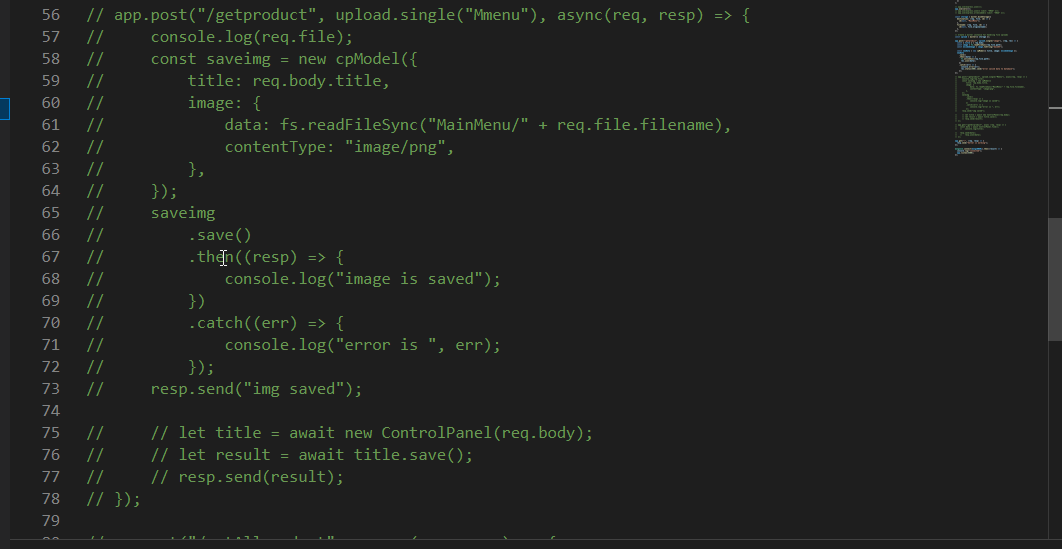 56 // app.post("/getproduct", upload.single("Mmenu"), async(req, resp) => {
57 //     console.log(req.file);
58 //     const saveimg = new cpModel({
59 //         title: req.body.title,
60 //         image: {
61 //             data: fs.readFileSync("MainMenu/" + req.file.filename),
62 //             contentType: "image/png",
63 //         },
64 //     });
65 //     saveimg
66 //         .save()
67 //         .then((resp) => {
68 //             console.log("image is saved");
69 //         })
70 //         .catch((err) => {
71 //             console.log("error is ", err);
72 //         });
73 //     resp.send("img saved");
74
75 //     // let title = await new ControlPanel(req.body);
76 //     // let result = await title.save();
77 //     // resp.send(result);
78 // });
79